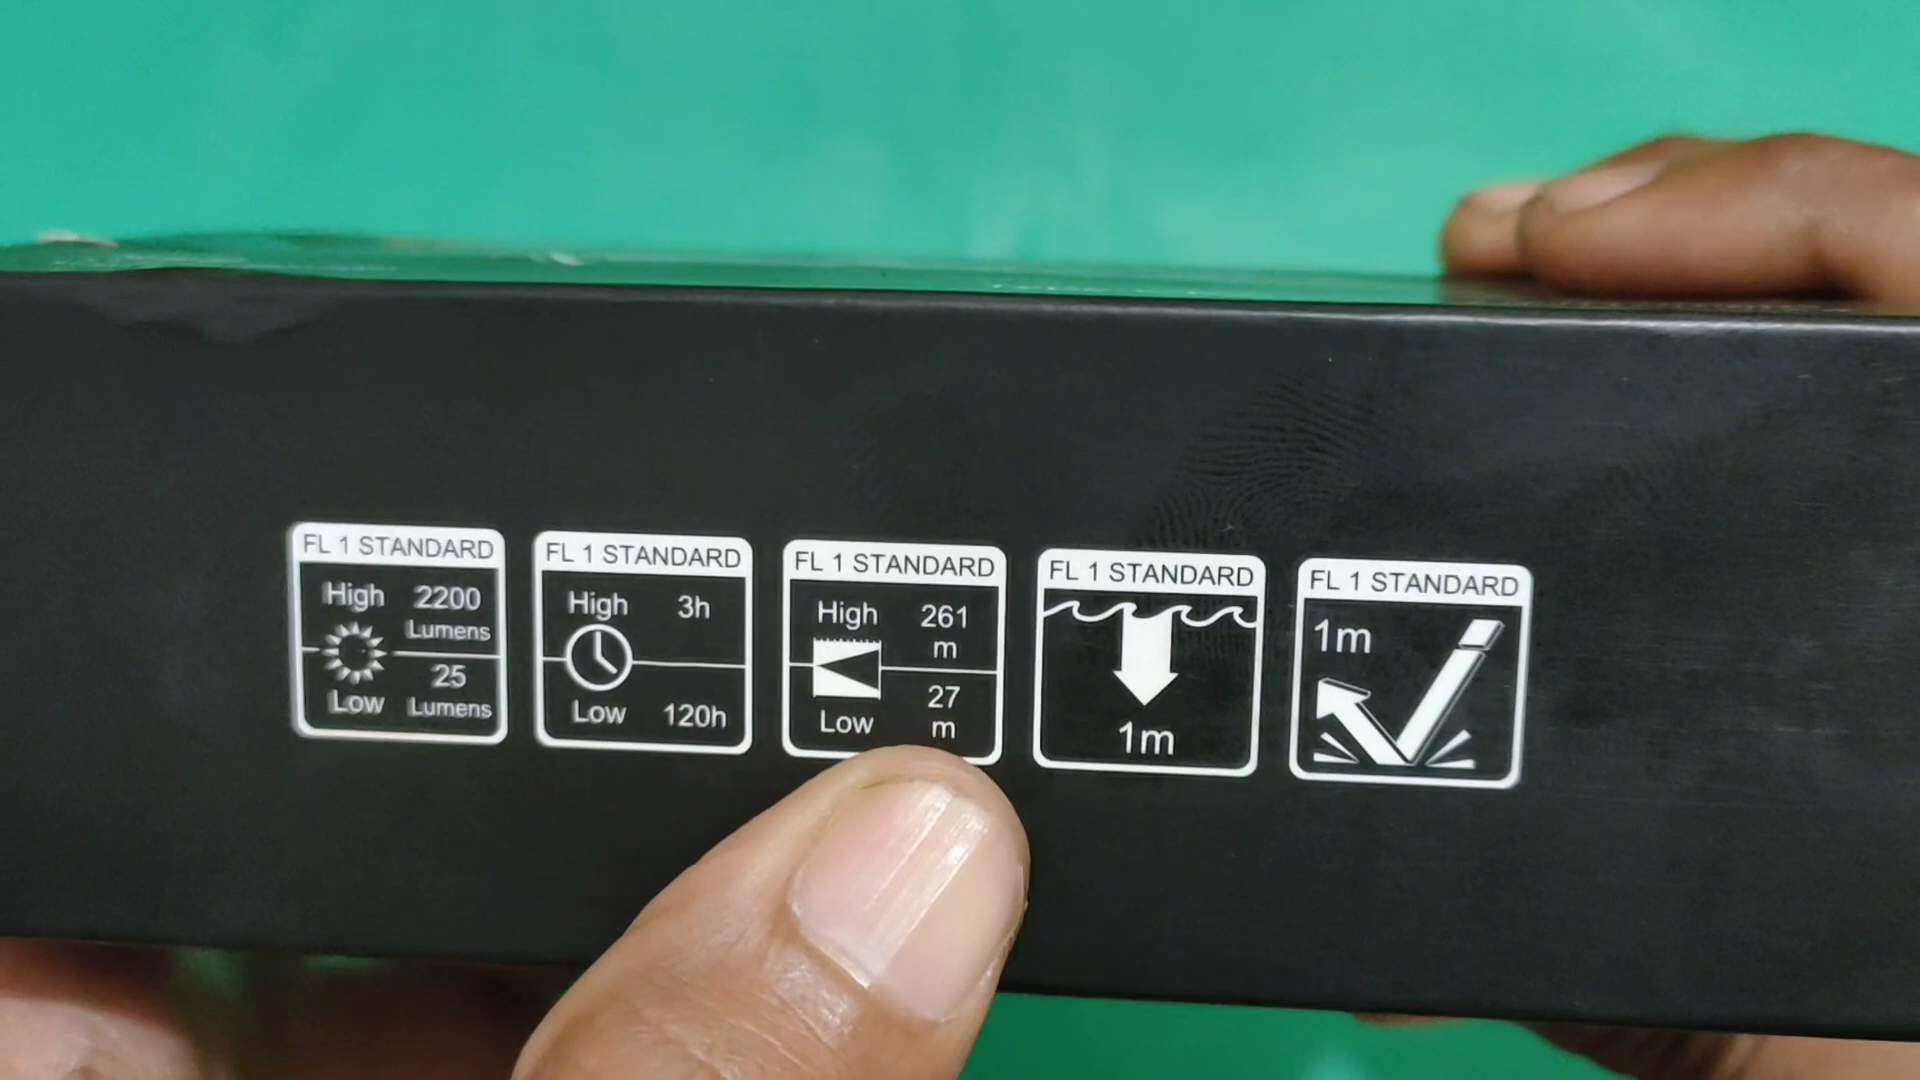 FL 1 STANDARD
High 2200
Lumens
25
Low Lumens
FL 1 STANDARD
High 3h
Low 120h
FL 1 STANDARD
High 261
m
27
Low m
FL 1 STANDARD
1m
FL 1 STANDARD
1m